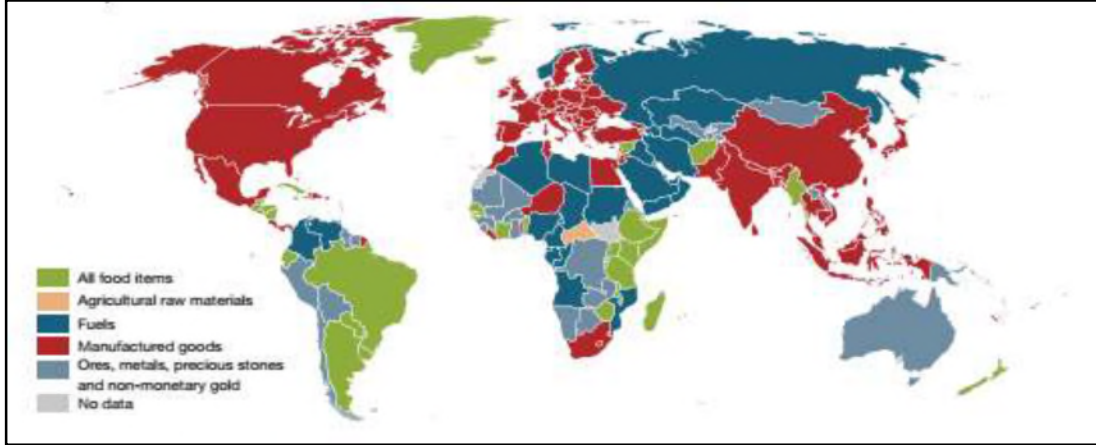 All food items
Agricultural raw materials
Fuels
Manufactured goods
Ores, metals, precious stones
and non-monetary gold
No data